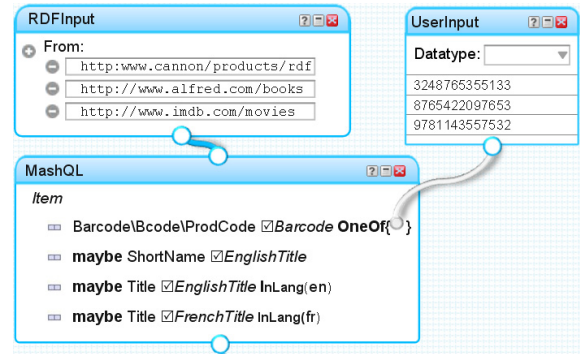 RDFInput
From:
http:www.cannon/products/rdf
http://www.alfred.com/books
http://www.imdb.com/movies
UserInput
Datatype:
3248765355133
8765422097653
9781143557532
MashQL
Item
Barcode\Bcode\ProdCode ☑Barcode OneOf{ }
maybe ShortName ☑EnglishTitle
maybe Title ☑EnglishTitle InLang(en)
maybe Title ☑FrenchTitle InLang(fr)